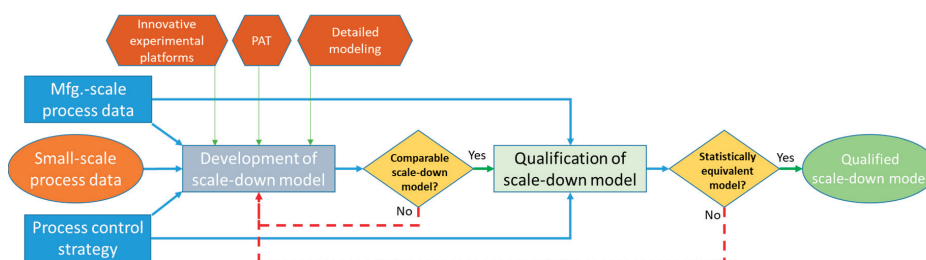 Innovative
experimental
platforms
PAT
Detailed
modeling
Mfg.-scale
process data
Small-scale
process data
Process control
strategy
Development of
scale-down model
Comparable
scale-down
model?
Yes
No
Qualification of
scale-down model
Statistically
equivalent
model?
Yes
No
Qualified
scale-down model